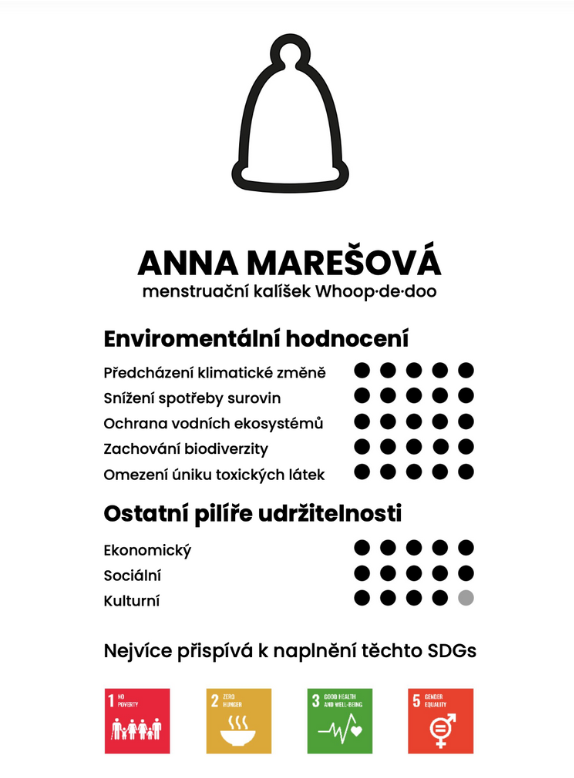 ANNA MAREŠOVÁ
menstruační kalíšek Whoop·de·doo
Enviromentální hodnocení
Předcházení klimatické změně
Snížení spotřeby surovin
Ochrana vodních ekosystémů
Zachování biodiverzity
Omezení úniku toxických látek
Ostatní pilíře udržitelnosti
Ekonomický
Sociální
Kulturní
Nejvíce přispívá k naplnění těchto SDGs
1 NO
POVERTY
2 ZERO
HUNGER
3 GOOD HEALTH
AND WELL-BEING
5 GENDER
EQUALITY